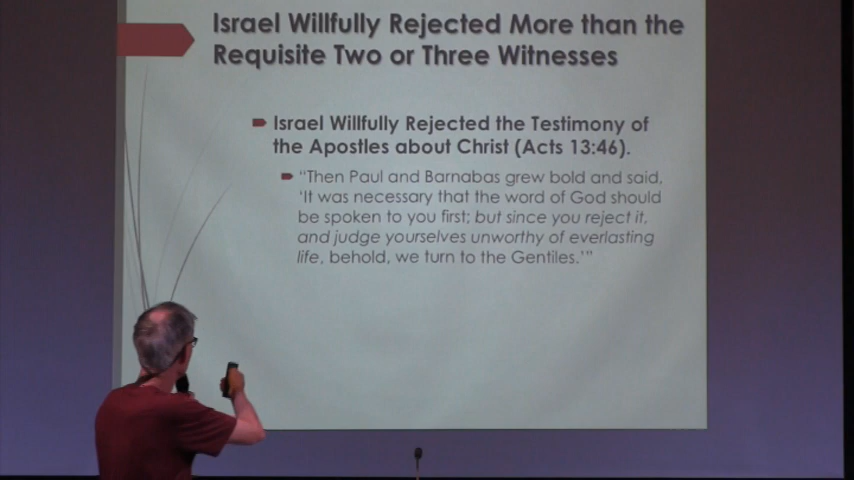 Israel Willfully Rejected More than the
Requisite Two or Three Witnesses
Israel Willfully Rejected the Testimony of
the Apostles about Christ (Acts 13:46).
“Then Paul and Barnabas grew bold and said,
‘It was necessary that the word of God should
be spoken to you first; but since you reject it,
and judge yourselves unworthy of everlasting
life, behold, we turn to the Gentiles.’”